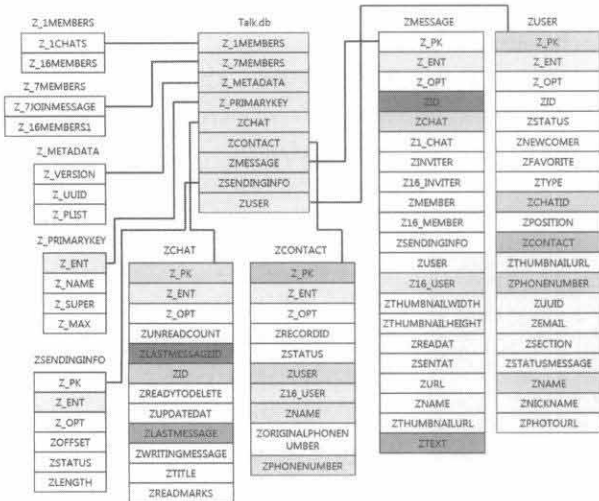 Z_1MEMBERS
Z_1CHATS
Z_16MEMBERS
Z_7MEMBERS
Z_7JOINMESSAGE
Z_16MEMBERS1
Z_METADATA
Z_VERSION
Z_UUID
Z_PLIST
Z_PRIMARYKEY
Z_ENT
Z_NAME
Z_SUPER
Z_MAX
ZSENDINGINFO
Z_PK
Z_ENT
Z_OPT
ZOFFSET
ZSTATUS
ZLENGTH
Talk.db
Z_1MEMBERS
Z_7MEMBERS
Z_METADATA
Z_PRIMARYKEY
ZCHAT
ZCONTACT
ZMESSAGE
ZSENDINGINFO
ZUSER
ZCHAT
Z_PK
Z_ENT
Z_OPT
ZUNREADCOUNT
ZLASTMESSAGEID
ZID
ZREADYTODELETE
ZUPDATEDAT
ZLASTMESSAGE
ZWRITINGMESSAGE
ZTITLE
ZREADMARKS
ZCONTACT
Z_PK
Z_ENT
Z_OPT
ZRECORDID
ZSTATUS
ZUSER
Z16_USER
ZNAME
ZORIGINALPHONEN
UMBER
ZPHONENUMBER
ZMESSAGE
Z_PK
Z_ENT
Z_OPT
ZID
ZCHAT
Z1_CHAT
ZINVITER
Z16_INVITER
ZMEMBER
Z16_MEMBER
ZSENDINGINFO
ZUSER
Z16_USER
ZTHUMBNAILWIDTH
ZTHUMBNAILHEIGHT
ZREADAT
ZSENTAT
ZURL
ZNAME
ZTHUMBNAILURL
ZTEXT
ZUSER
Z_PK
Z_ENT
Z_OPT
ZID
ZSTATUS
ZNEWCOMER
ZFAVORITE
ZTYPE
ZCHATID
ZPOSITION
ZCONTACT
ZTHUMBNAILURL
ZPHONENUMBER
ZUUID
ZEMAIL
ZSECTION
ZSTATUSMESSAGE
ZNAME
ZNICKNAME
ZPHOTOURL